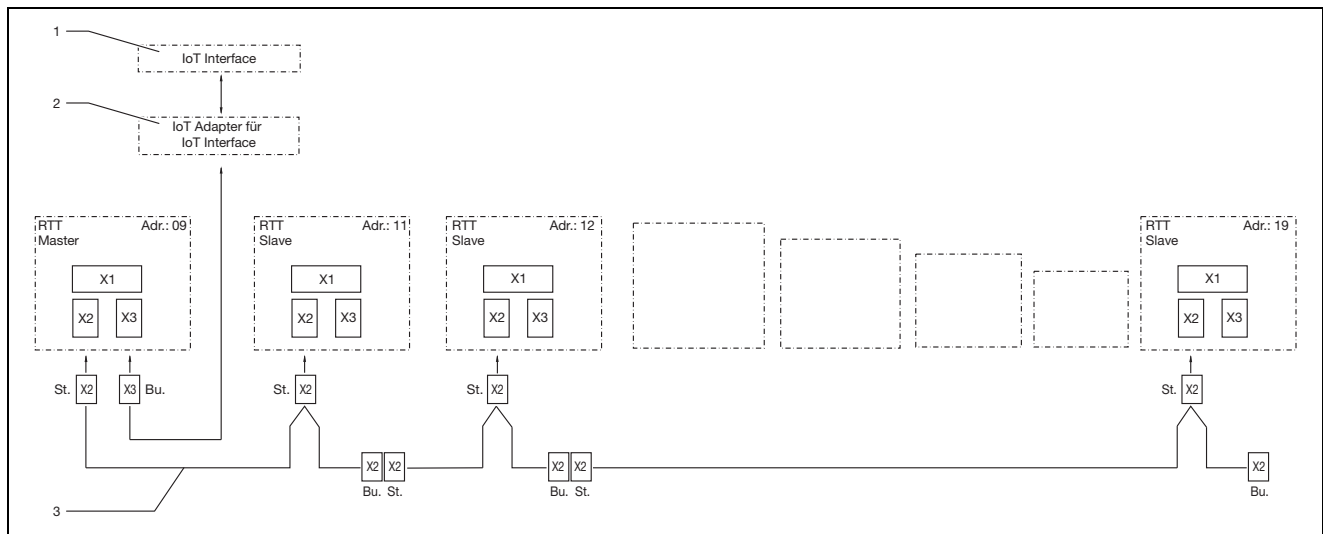 1
IoT Interface
2
IoT Adapter für
IoT Interface
RTT Adr.: 09
Master
X1
X2 X3
RTT Adr.: 11
Slave
X1
X2 X3
RTT Adr.: 12
Slave
X1
X2 X3
RTT Adr.: 19
Slave
X1
X2 X3
St. X2 X3 Bu.
St. X2
St. X2
St. X2
X2 X2
Bu. St.
X2 X2
Bu. St.
X2
Bu.
3